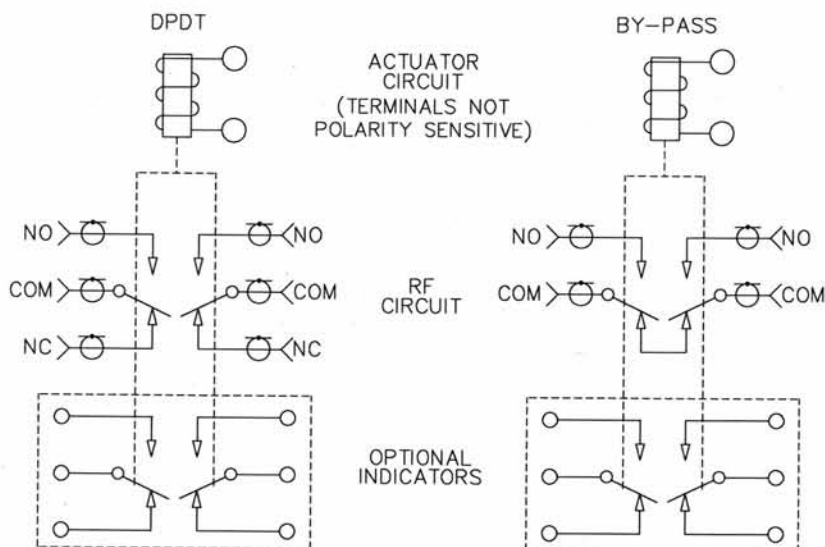 DPDT
BY-PASS
ACTUATOR
CIRCUIT
(TERMINALS NOT
POLARITY SENSITIVE)
NO
NO
NO
NO
COM
COM
RF
CIRCUIT
COM
COM
NC
NC
OPTIONAL
INDICATORS